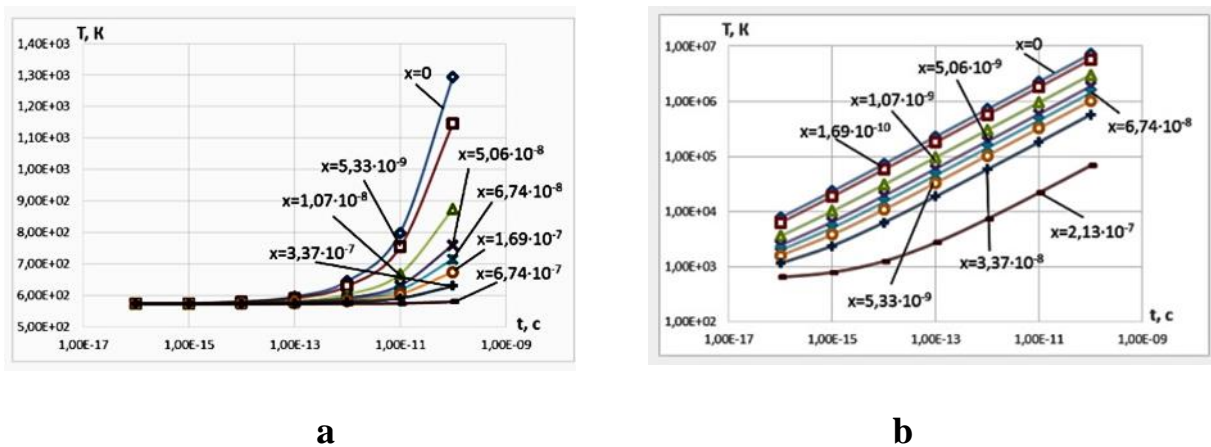 T, К
1,40E+03
1,30E+03
1,20E+03
1,10E+03
1,00E+03
9,00E+02
8,00E+02
7,00E+02
6,00E+02
5,00E+02
x=0
x=5,33·10⁻⁹
x=1,07·10⁻⁸
x=3,37·10⁻⁷
x=5,06·10⁻⁸
x=6,74·10⁻⁸
x=1,69·10⁻⁷
x=6,74·10⁻⁷
t, c
1,00E-17
1,00E-15
1,00E-13
1,00E-11
1,00E-09
a
T, К
1,00E+07
1,00E+06
1,00E+05
1,00E+04
1,00E+03
1,00E+02
x=0
x=5,06·10⁻⁹
x=1,07·10⁻⁹
x=1,69·10⁻¹⁰
x=6,74·10⁻⁸
x=2,13·10⁻⁷
x=3,37·10⁻⁸
x=5,33·10⁻⁹
t, c
1,00E-17
1,00E-15
1,00E-13
1,00E-11
1,00E-09
b